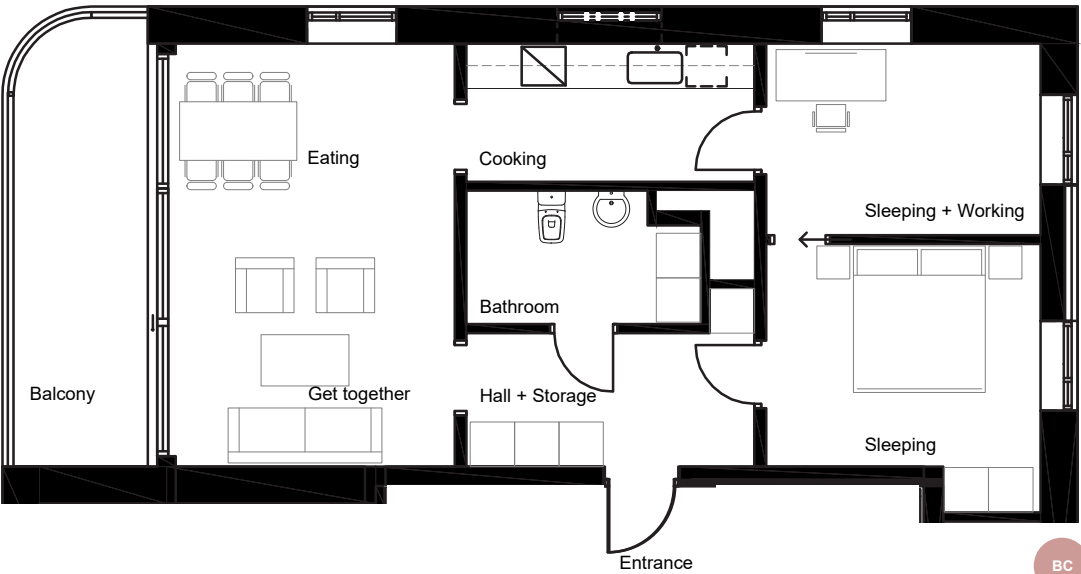 Eating
Cooking
Sleeping + Working
Bathroom
Balcony
Get together
Hall + Storage
Sleeping
Entrance
BC